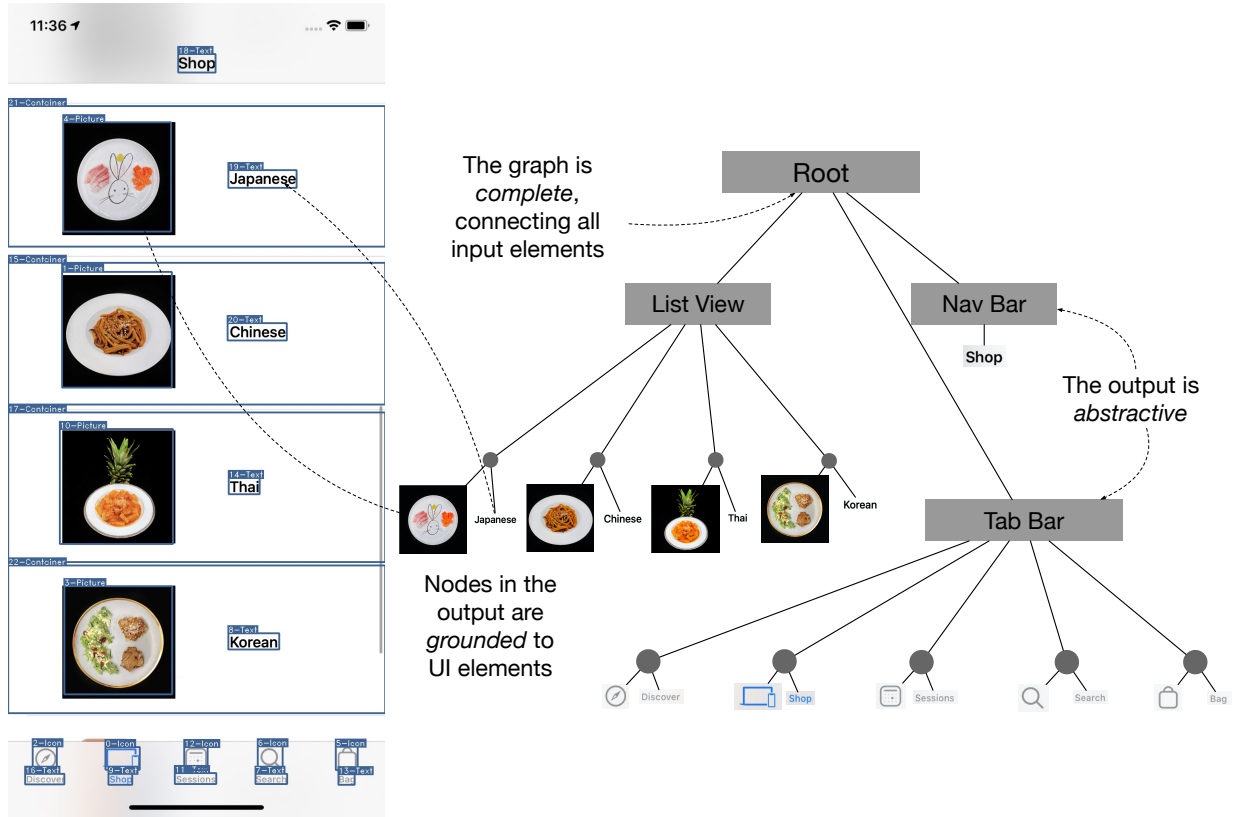 11:36
18-Text
Shop
21-Container
4-Picture
19-Text
Japanese
15-Container
1-Picture
20-Text
Chinese
17-Container
10-Picture
14-Text
Thai
22-Container
3-Picture
8-Text
Korean
2-Icon
0-Icon
12-Icon
6-Icon
5-Icon
16-Text
9-Text
11-Text
7-Text
13-Text
Discover
Shop
Sessions
Search
Bag
The graph is
complete,
connecting all
input elements
Root
List View
Nav Bar
Shop
The output is
abstractive
Japanese
Chinese
Thai
Korean
Tab Bar
Nodes in the
output are
grounded to
UI elements
Discover
Shop
Sessions
Search
Bag